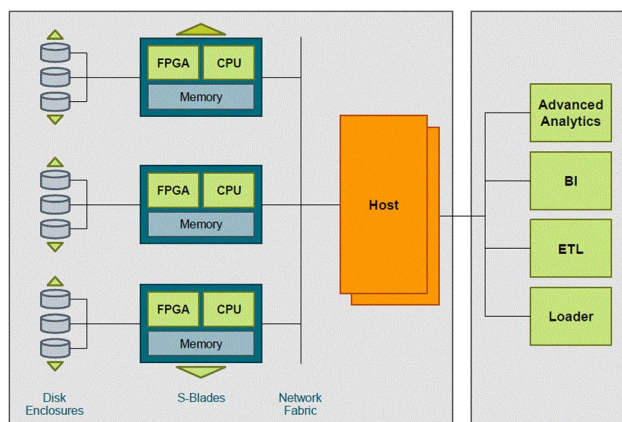 FPGA CPU
Memory
FPGA CPU
Memory
FPGA CPU
Memory
Disk
Enclosures
S-Blades
Network
Fabric
Host
Advanced
Analytics
BI
ETL
Loader